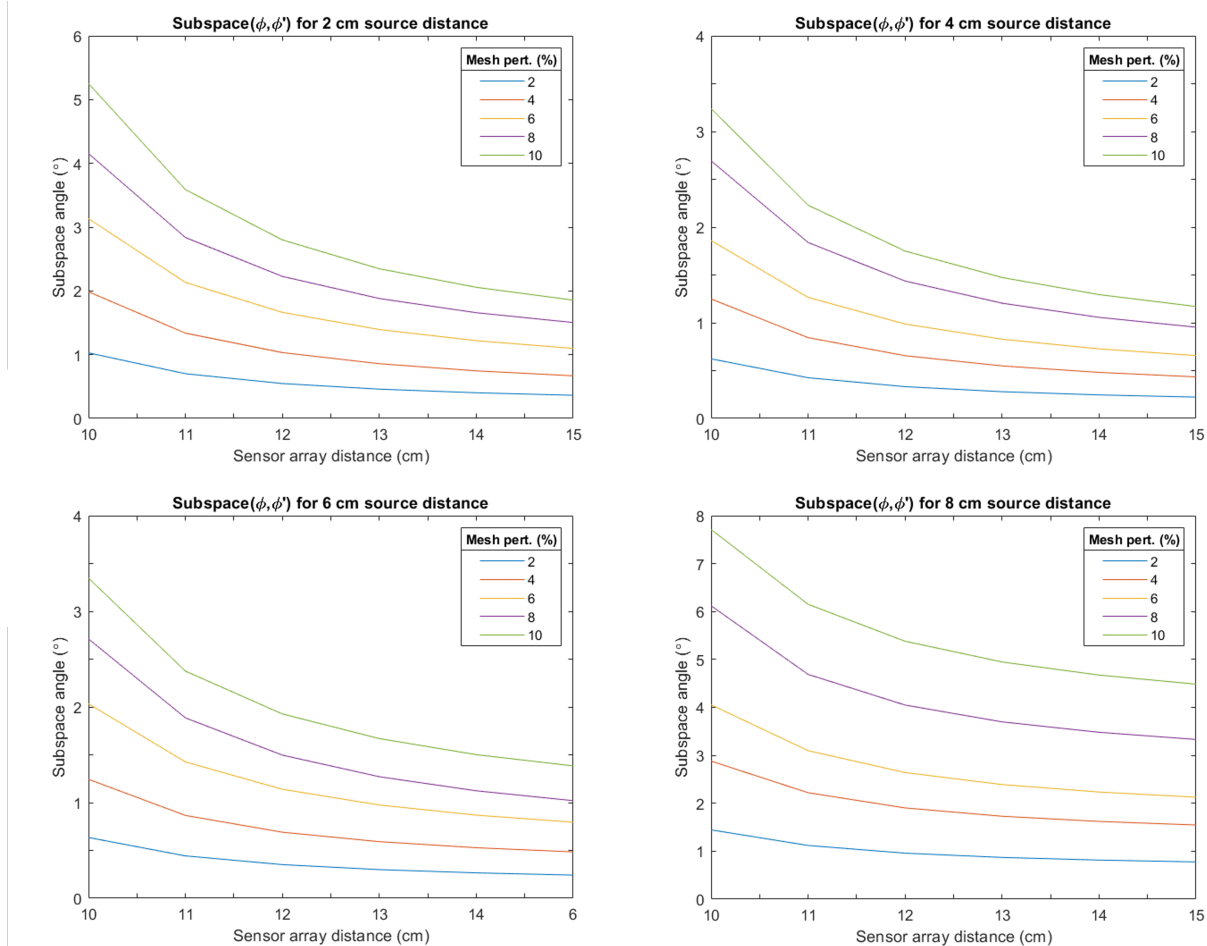 Subspace(ϕ,ϕ') for 2 cm source distance
Subspace angle (°)
6
5
4
3
2
1
0
Mesh pert. (%)
2
4
6
8
10
10 11 12 13 14 15
Sensor array distance (cm)
Subspace(ϕ,ϕ') for 4 cm source distance
Subspace angle (°)
4
3
2
1
0
Mesh pert. (%)
2
4
6
8
10
10 11 12 13 14 15
Sensor array distance (cm)
Subspace(ϕ,ϕ') for 6 cm source distance
Subspace angle (°)
4
3
2
1
0
Mesh pert. (%)
2
4
6
8
10
10 11 12 13 14 6
Sensor array distance (cm)
Subspace(ϕ,ϕ') for 8 cm source distance
Subspace angle (°)
8
7
6
5
4
3
2
1
0
Mesh pert. (%)
2
4
6
8
10
10 11 12 13 14 15
Sensor array distance (cm)